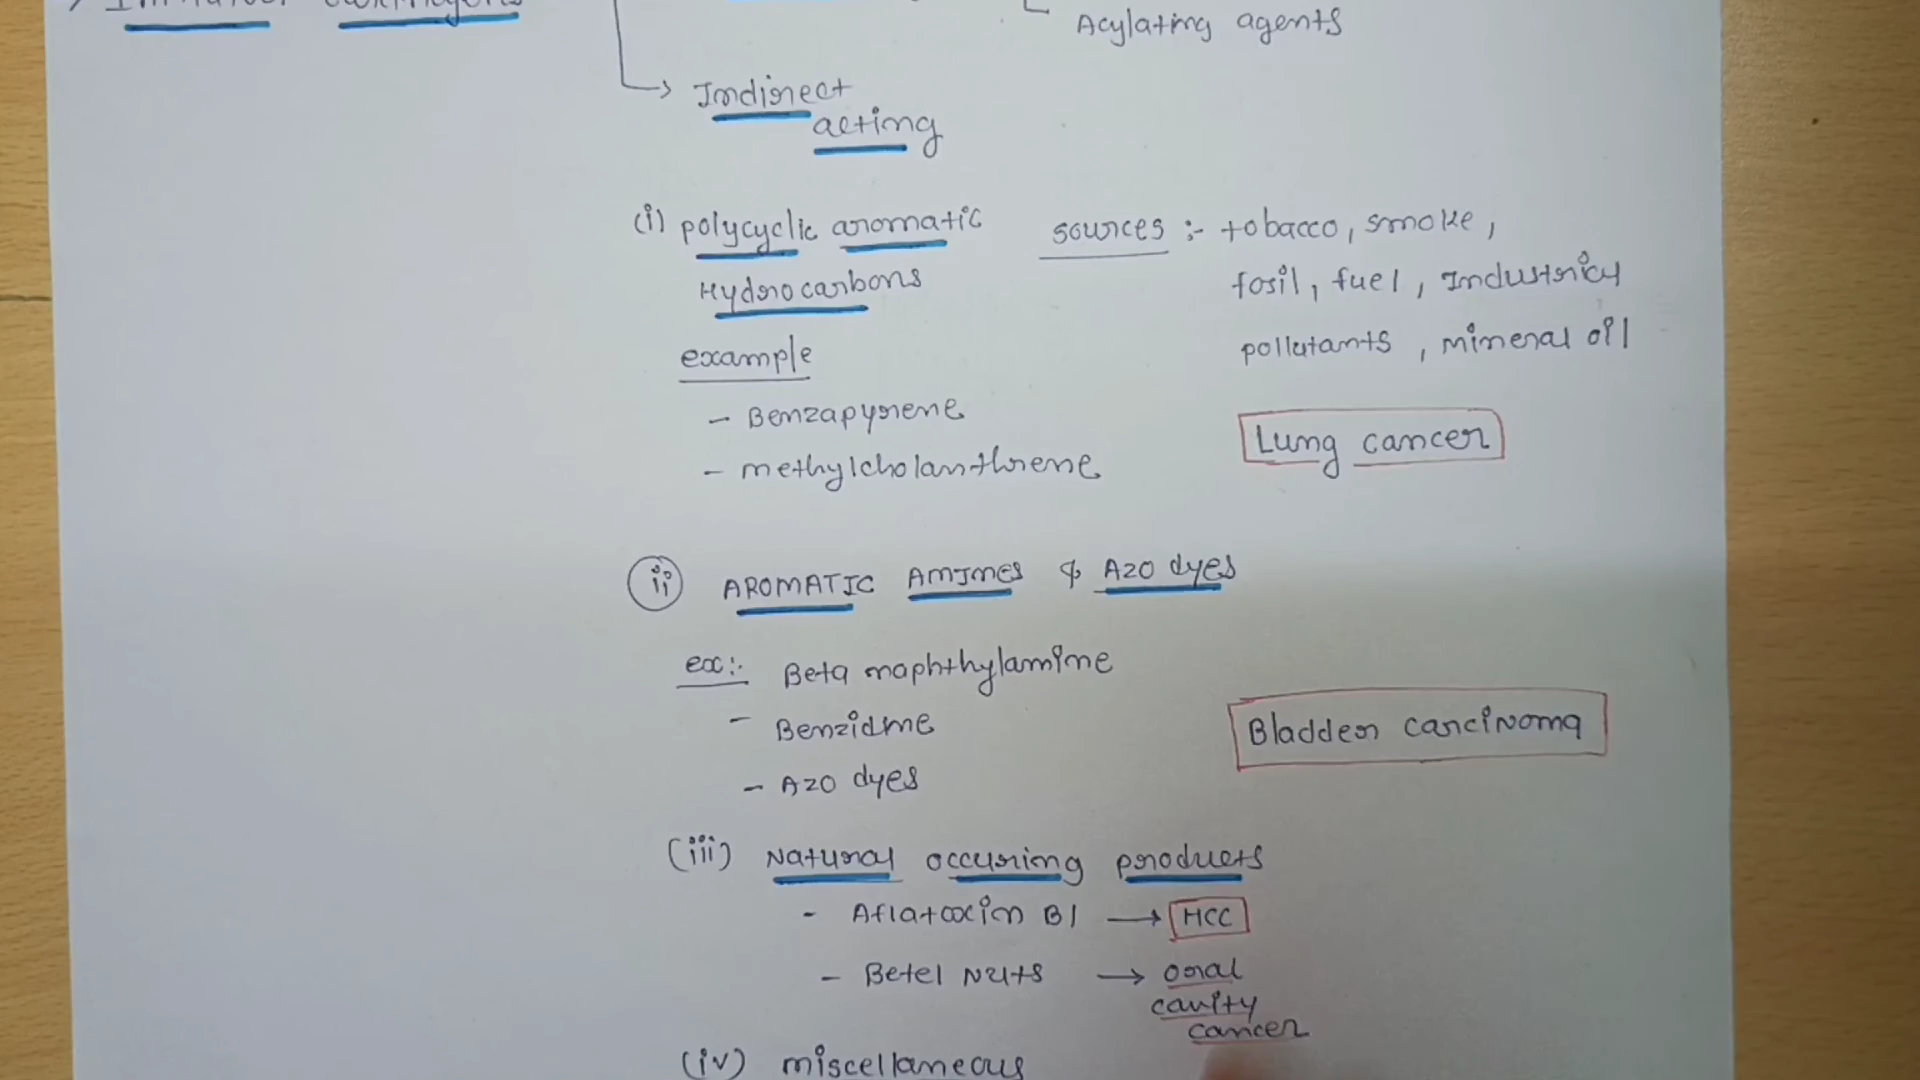 Acylating agents
Indirect
acting
(i) polycyclic aromatic
Hydrocarbons
sources :- tobacco, smoke,
fosil, fuel, Industrial
pollutants, mineral oil
example
- Benzapyrene
- methylcholanthrene
Lung cancer
(ii) AROMATIC AMINES & AZO dyes
ex:- Beta naphthylamine
- Benzidine
- Azo dyes
Bladder carcinoma
(iii) Natural occuring products
- Aflatoxin B1 → HCC
- Betel Nuts → oral
cavity
cancer
(iv) miscellaneous